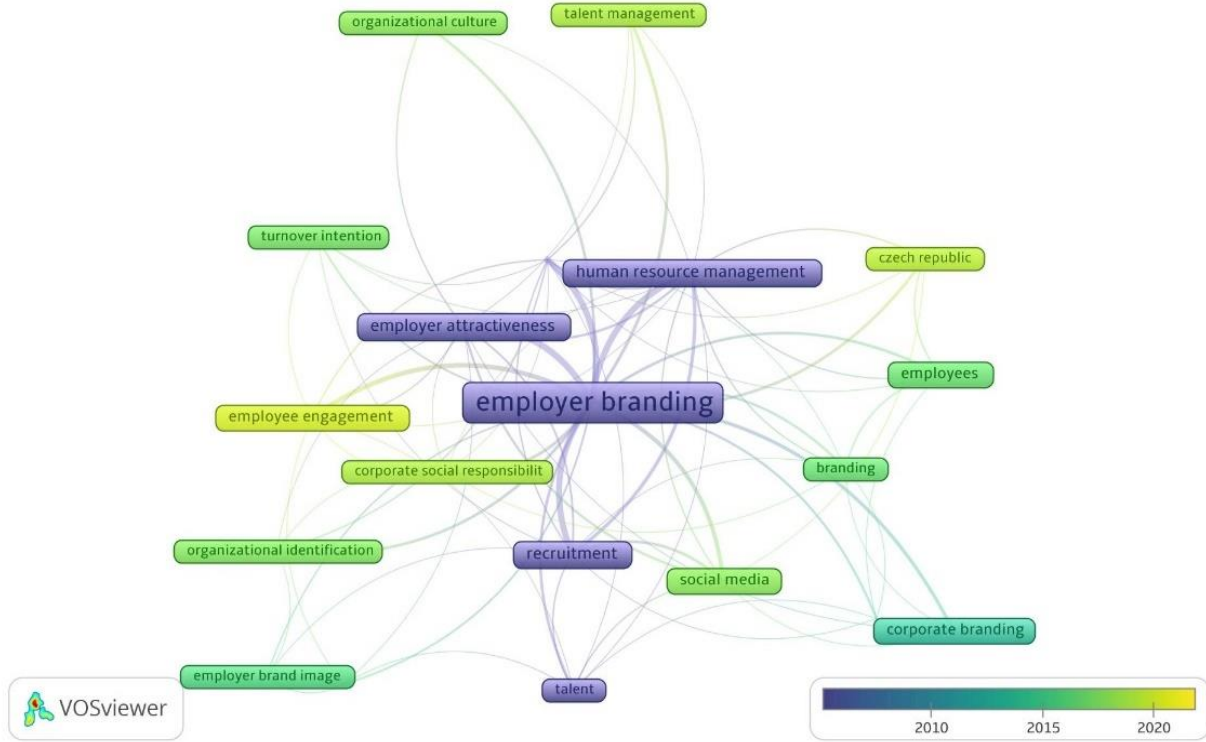 organizational culture
talent management
turnover intention
human resource management
czech republic
employer attractiveness
employees
employer branding
employee engagement
corporate social responsibilit
branding
organizational identification
recruitment
social media
corporate branding
employer brand image
talent
VOSviewer
2010 2015 2020